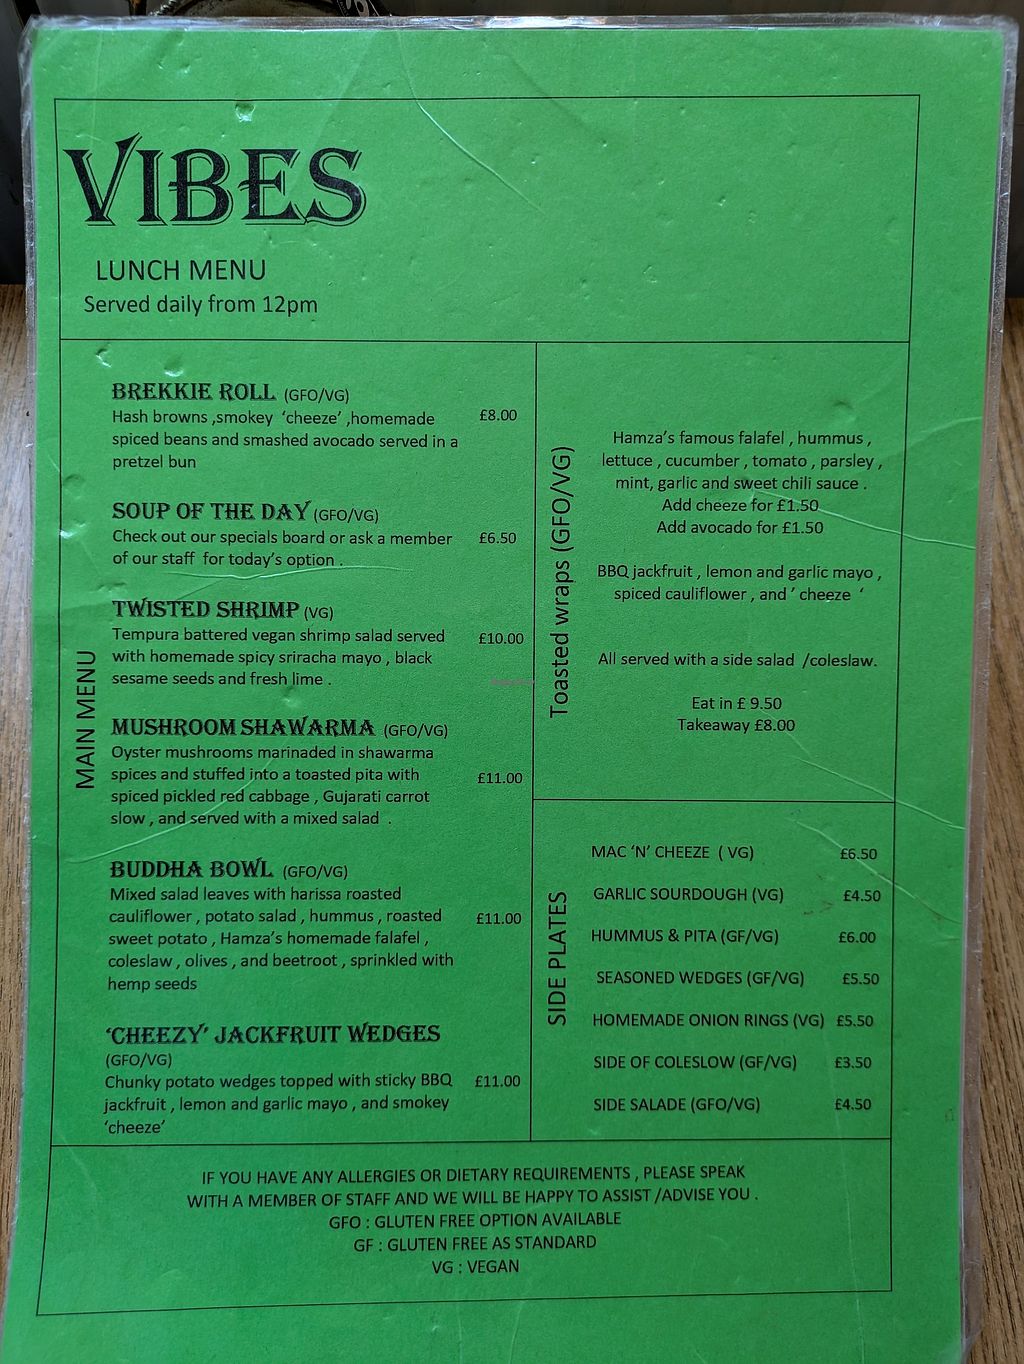 VIBES
LUNCH MENU
Served daily from 12pm
MAIN MENU
BREKKIE ROLL (GFO/VG)
Hash browns ,smokey 'cheeze' ,homemade £8.00
spiced beans and smashed avocado served in a
pretzel bun
SOUP OF THE DAY (GFO/VG)
Check out our specials board or ask a member £6.50
of our staff for today's option .
TWISTED SHRIMP (VG)
Tempura battered vegan shrimp salad served £10.00
with homemade spicy sriracha mayo , black
sesame seeds and fresh lime .
MUSHROOM SHAWARMA (GFO/VG)
Oyster mushrooms marinaded in shawarma
spices and stuffed into a toasted pita with £11.00
spiced pickled red cabbage , Gujarati carrot
slow , and served with a mixed salad .
BUDDHA BOWL (GFO/VG)
Mixed salad leaves with harissa roasted
cauliflower , potato salad , hummus , roasted £11.00
sweet potato , Hamza's homemade falafel ,
coleslaw , olives , and beetroot , sprinkled with
hemp seeds
'CHEEZY' JACKFRUIT WEDGES
(GFO/VG)
Chunky potato wedges topped with sticky BBQ £11.00
jackfruit , lemon and garlic mayo , and smokey
'cheeze'
Toasted wraps (GFO/VG)
Hamza's famous falafel , hummus ,
lettuce , cucumber , tomato , parsley ,
mint, garlic and sweet chili sauce .
Add cheeze for £1.50
Add avocado for £1.50
BBQ jackfruit , lemon and garlic mayo ,
spiced cauliflower , and ' cheeze '
All served with a side salad /coleslaw.
Eat in £ 9.50
Takeaway £8.00
SIDE PLATES
MAC 'N' CHEEZE ( VG) £6.50
GARLIC SOURDOUGH (VG) £4.50
HUMMUS & PITA (GF/VG) £6.00
SEASONED WEDGES (GF/VG) £5.50
HOMEMADE ONION RINGS (VG) £5.50
SIDE OF COLESLOW (GF/VG) £3.50
SIDE SALADE (GFO/VG) £4.50
IF YOU HAVE ANY ALLERGIES OR DIETARY REQUIREMENTS , PLEASE SPEAK
WITH A MEMBER OF STAFF AND WE WILL BE HAPPY TO ASSIST /ADVISE YOU .
GFO : GLUTEN FREE OPTION AVAILABLE
GF : GLUTEN FREE AS STANDARD
VG : VEGAN